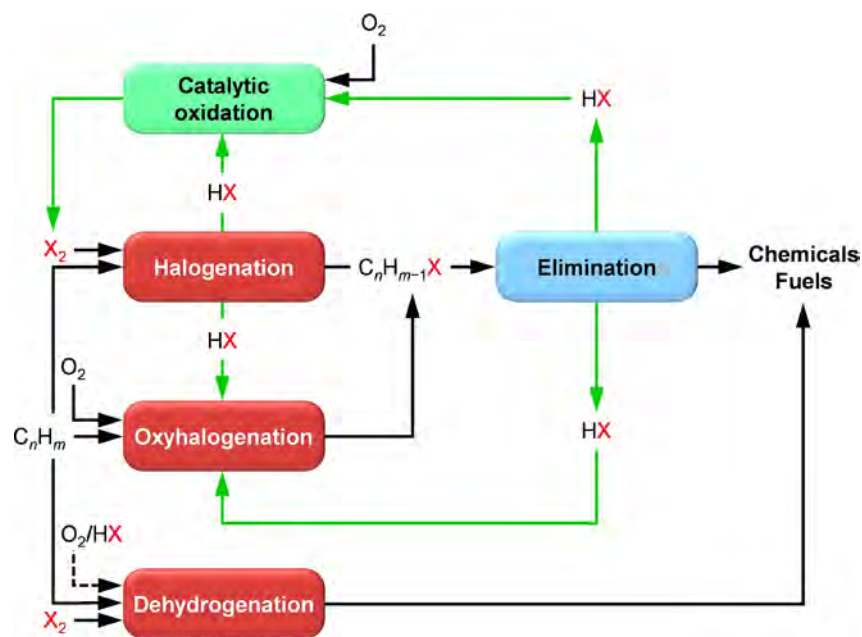 O₂
Catalytic
oxidation
HX
HX
X₂
Halogenation
CₙHₘ₋₁X
Elimination
Chemicals
Fuels
HX
O₂
HX
CₙHₘ
Oxyhalogenation
O₂/HX
X₂
Dehydrogenation